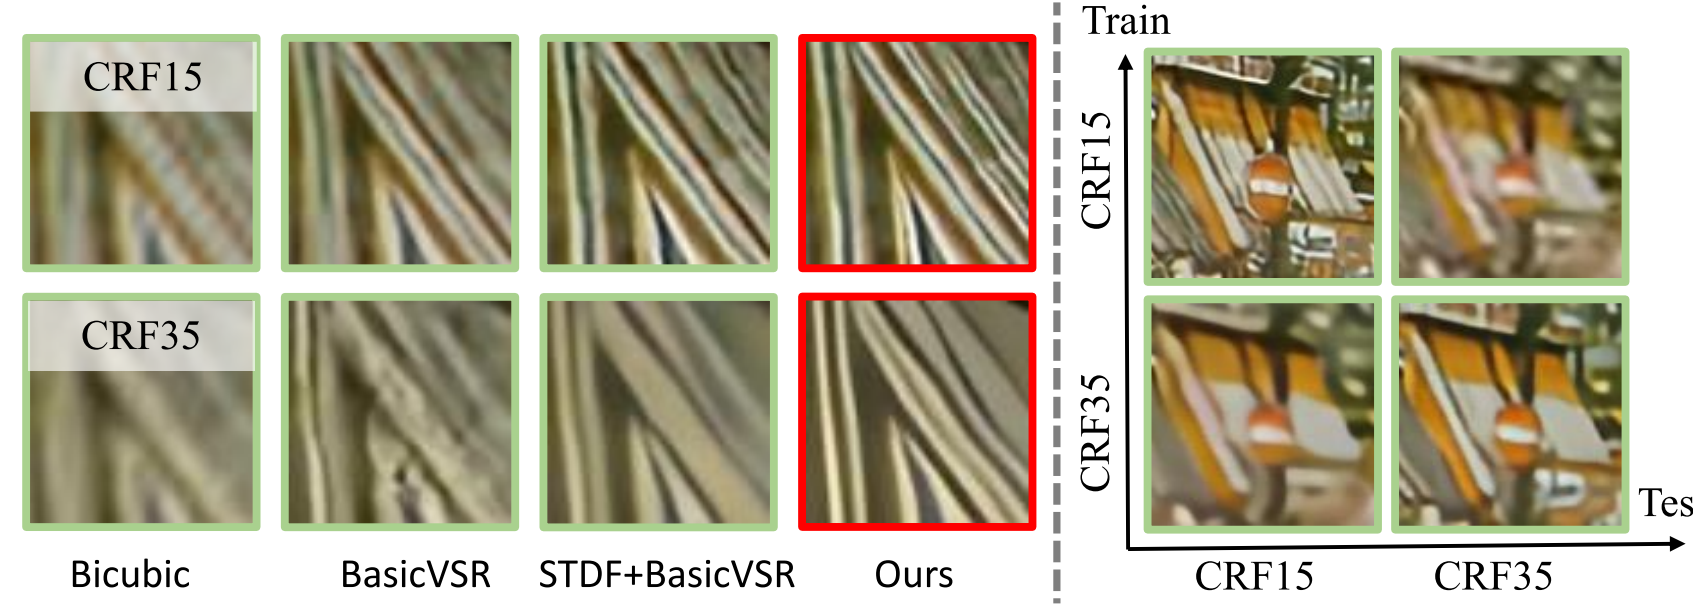 CRF15
CRF35
Bicubic
BasicVSR
STDF+BasicVSR
Ours
Train
CRF15
CRF35
Tes
CRF15
CRF35